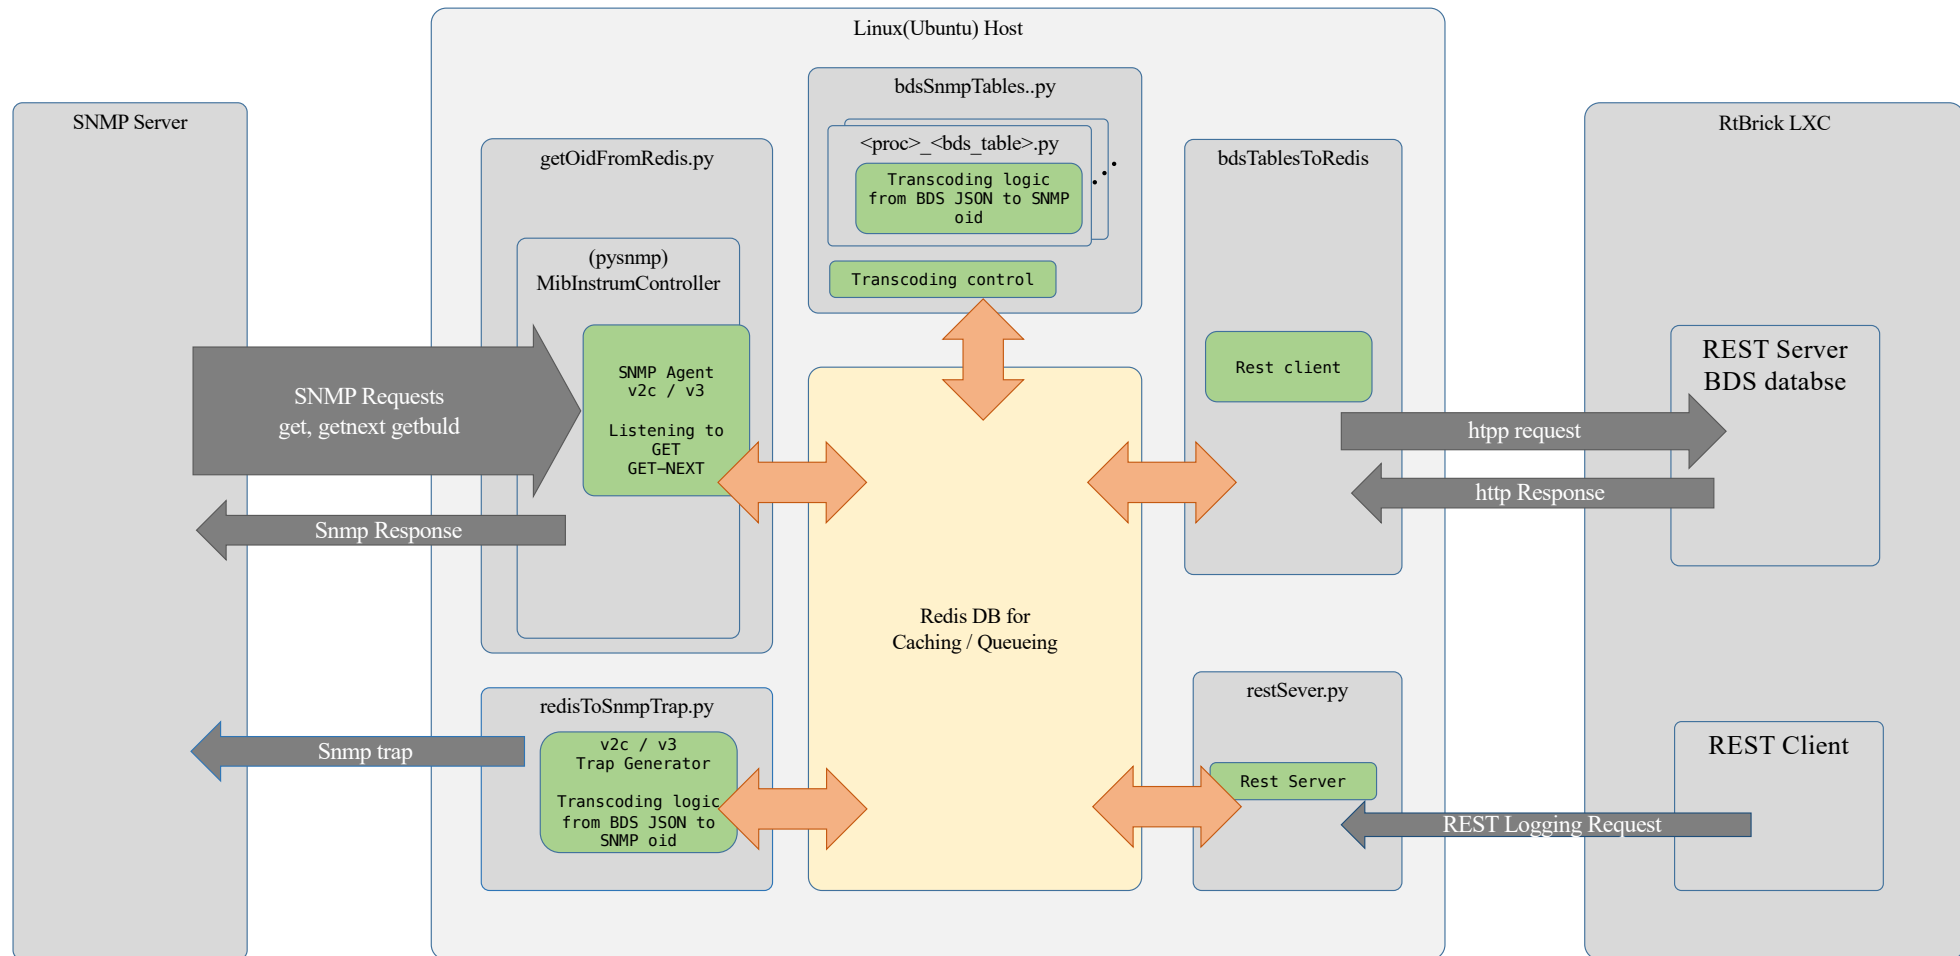 Linux(Ubuntu) Host
SNMP Server
getOidFromRedis.py
(pysnmp)
MibInstrumController
SNMP Agent
v2c / v3
Listening to
GET
GET-NEXT
SNMP Requests
get, getnext getbuld
Snmp Response
bdsSnmpTables..py
<proc>_<bds_table>.py
Transcoding logic
from BDS JSON to SNMP
oid
Transcoding control
bdsTablesToRedis
Rest client
RtBrick LXC
REST Server
BDS databse
htpp request
http Response
Redis DB for
Caching / Queueing
redisToSnmpTrap.py
v2c / v3
Trap Generator
Transcoding logic
from BDS JSON to
SNMP oid
Snmp trap
restSever.py
Rest Server
REST Client
REST Logging Request